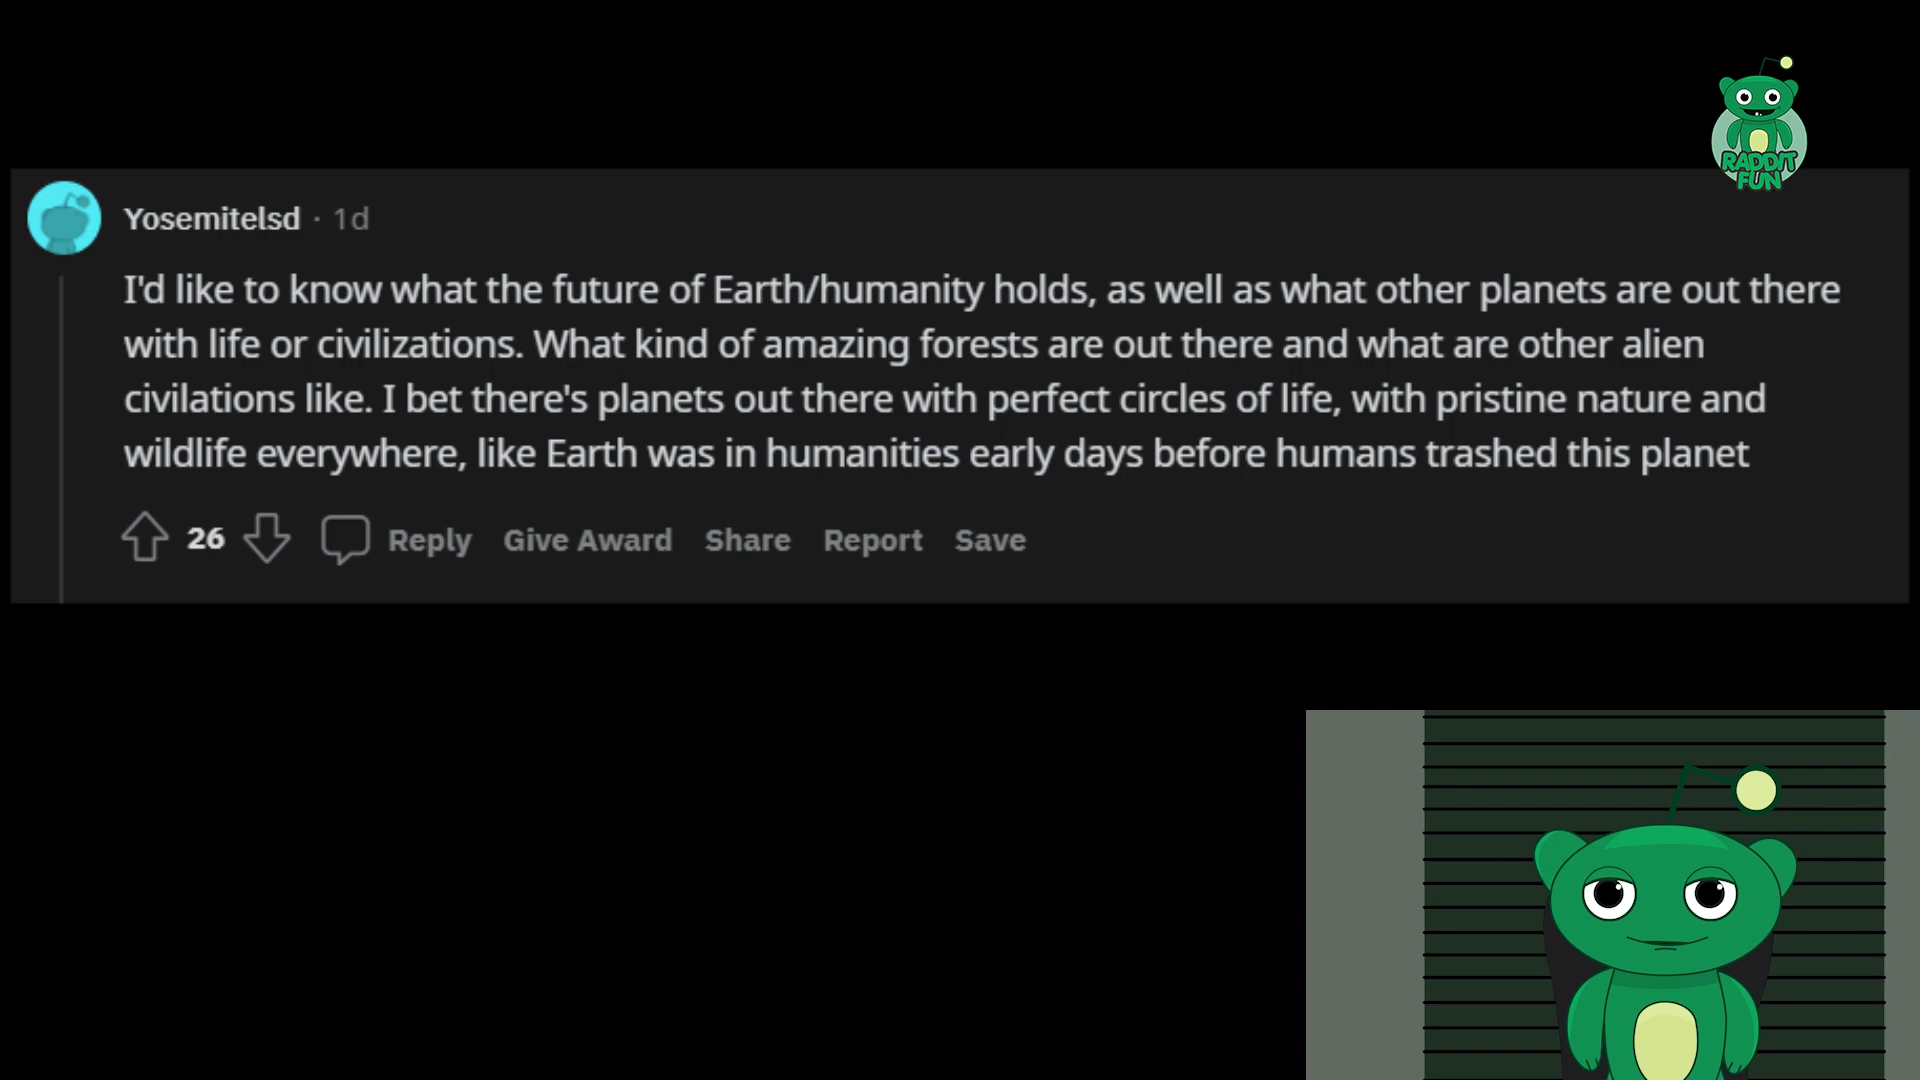 RADDIT
FUN
Yosemitelsd · 1d
I'd like to know what the future of Earth/humanity holds, as well as what other planets are out there
with life or civilizations. What kind of amazing forests are out there and what are other alien
civilations like. I bet there's planets out there with perfect circles of life, with pristine nature and
wildlife everywhere, like Earth was in humanities early days before humans trashed this planet
26 Reply Give Award Share Report Save